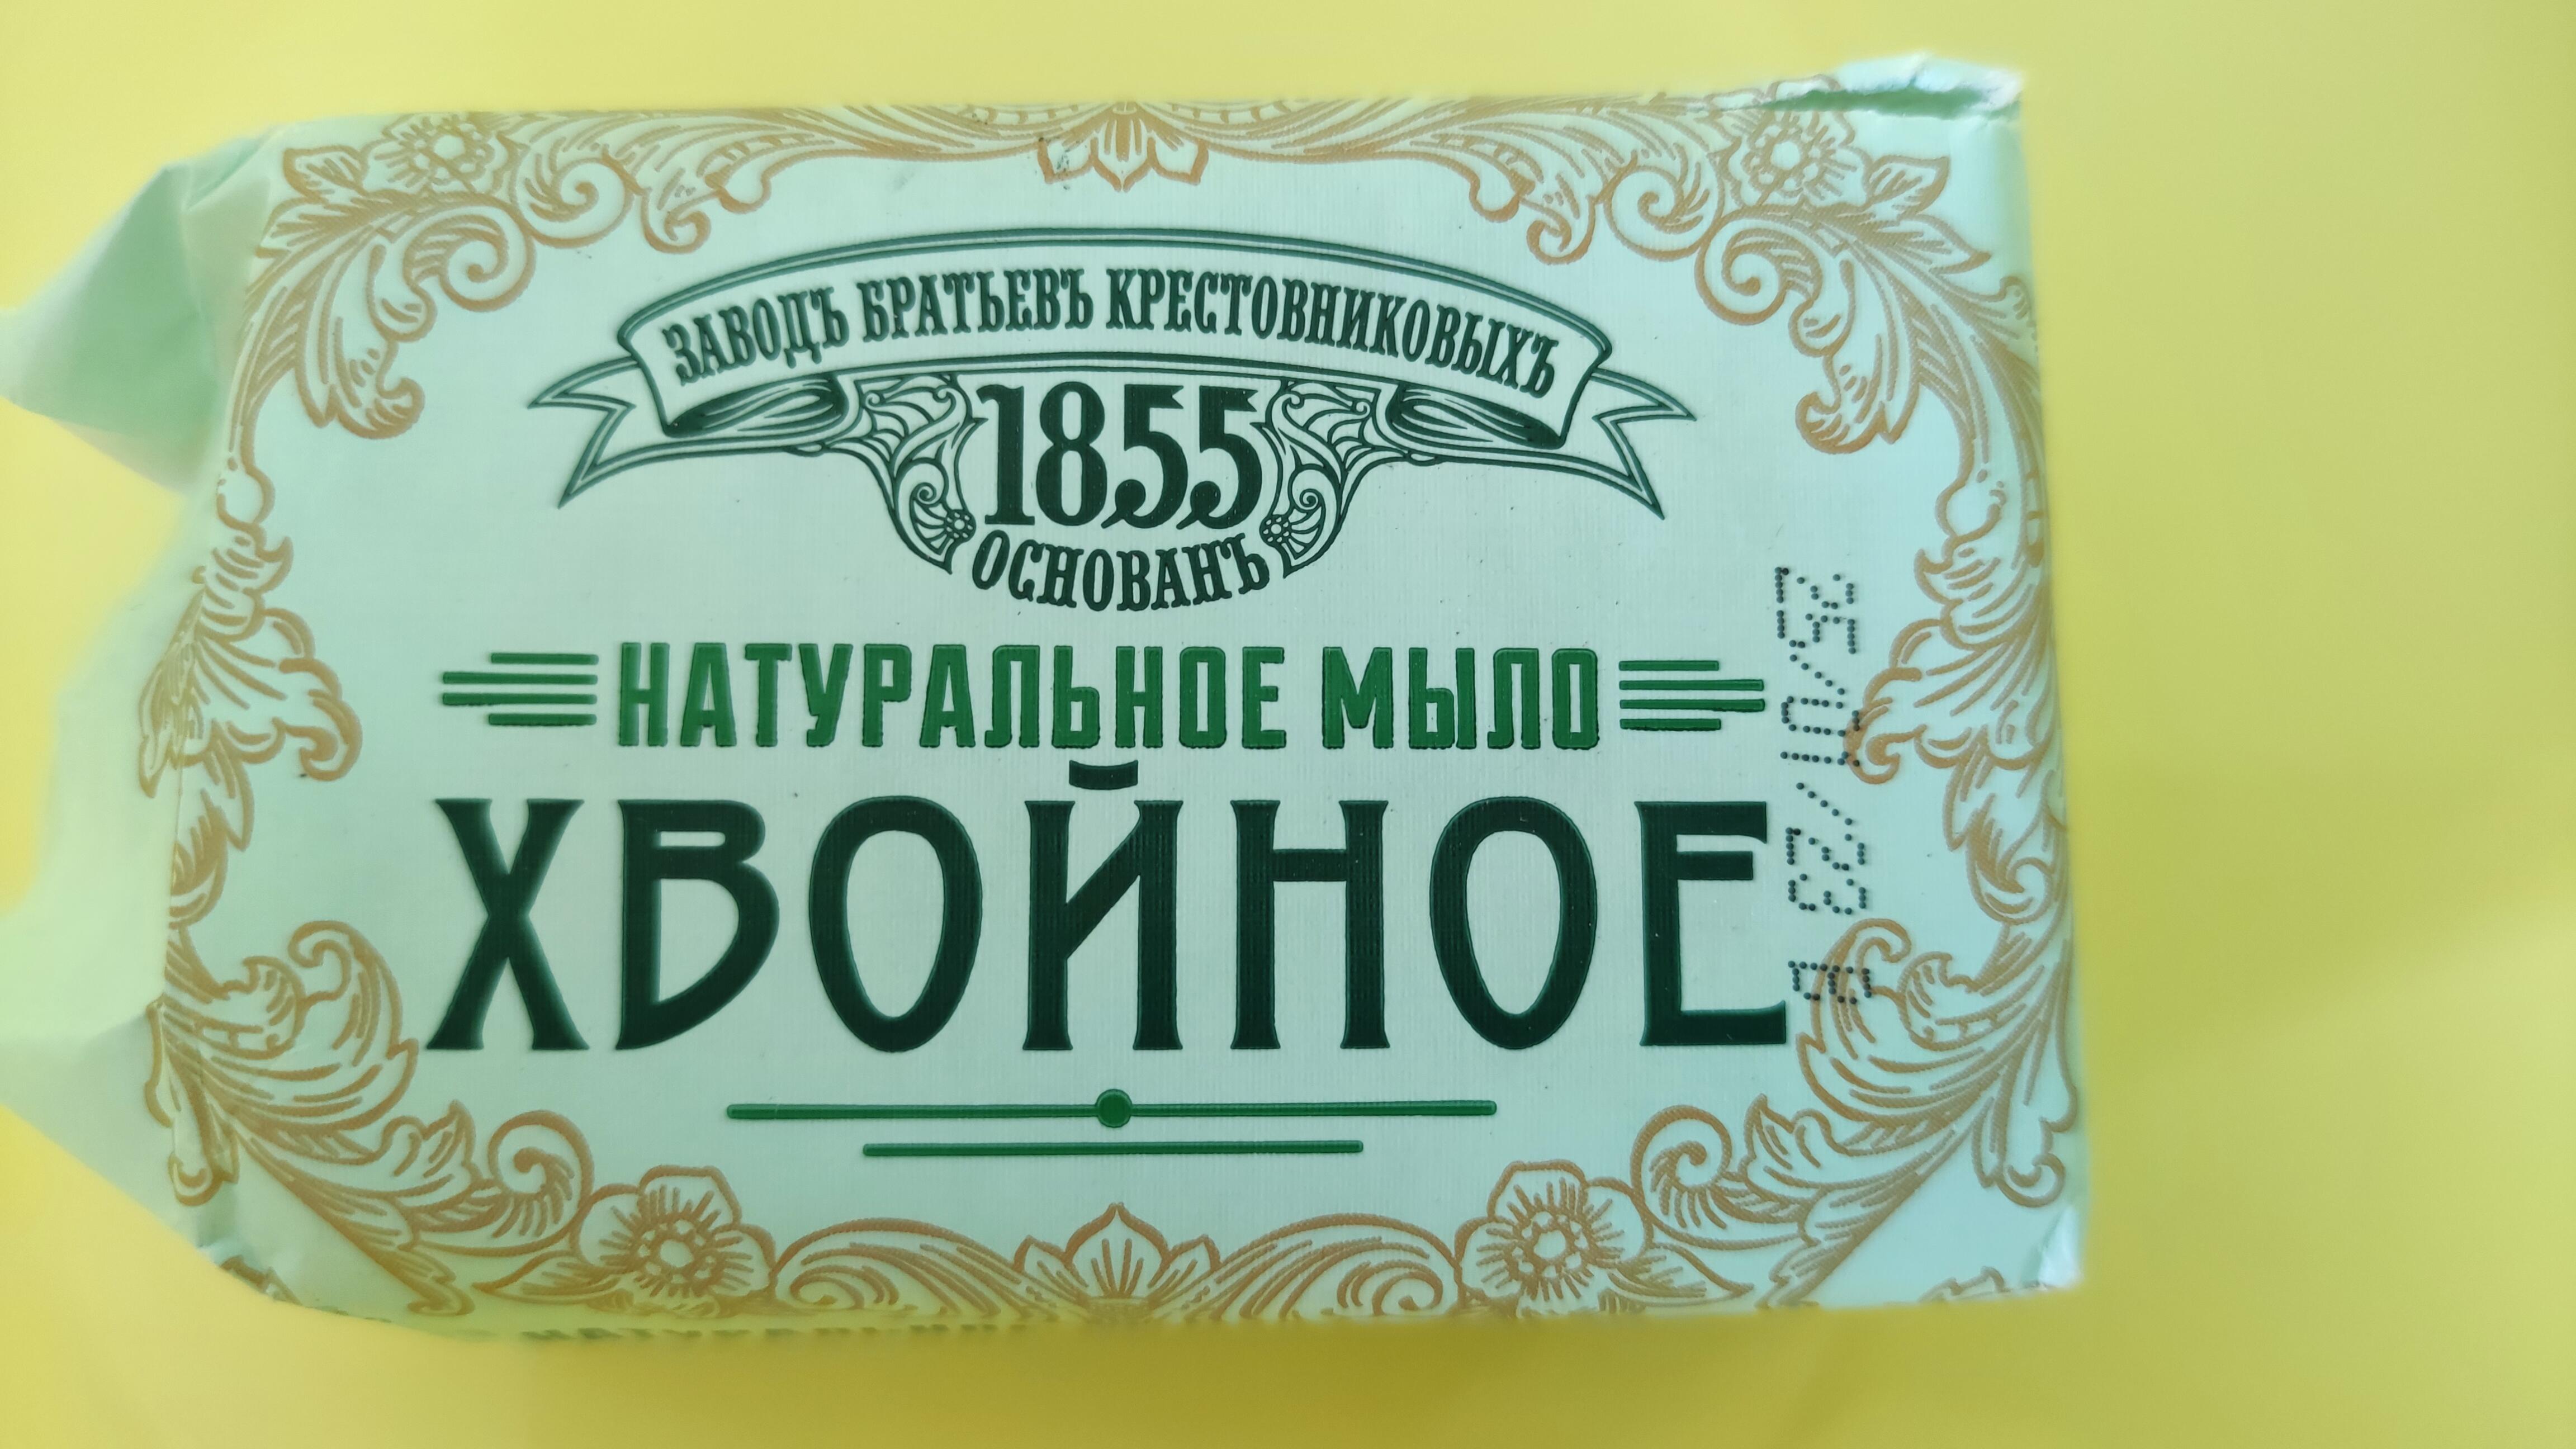 ЗАВОДЪ БРАТЬЕВЪ КРЕСТОВНИКОВЫХЪ
1855
ОСНОВАНЪ
НАТУРАЛЬНОЕ МЫЛО
ХВОЙНОЕ